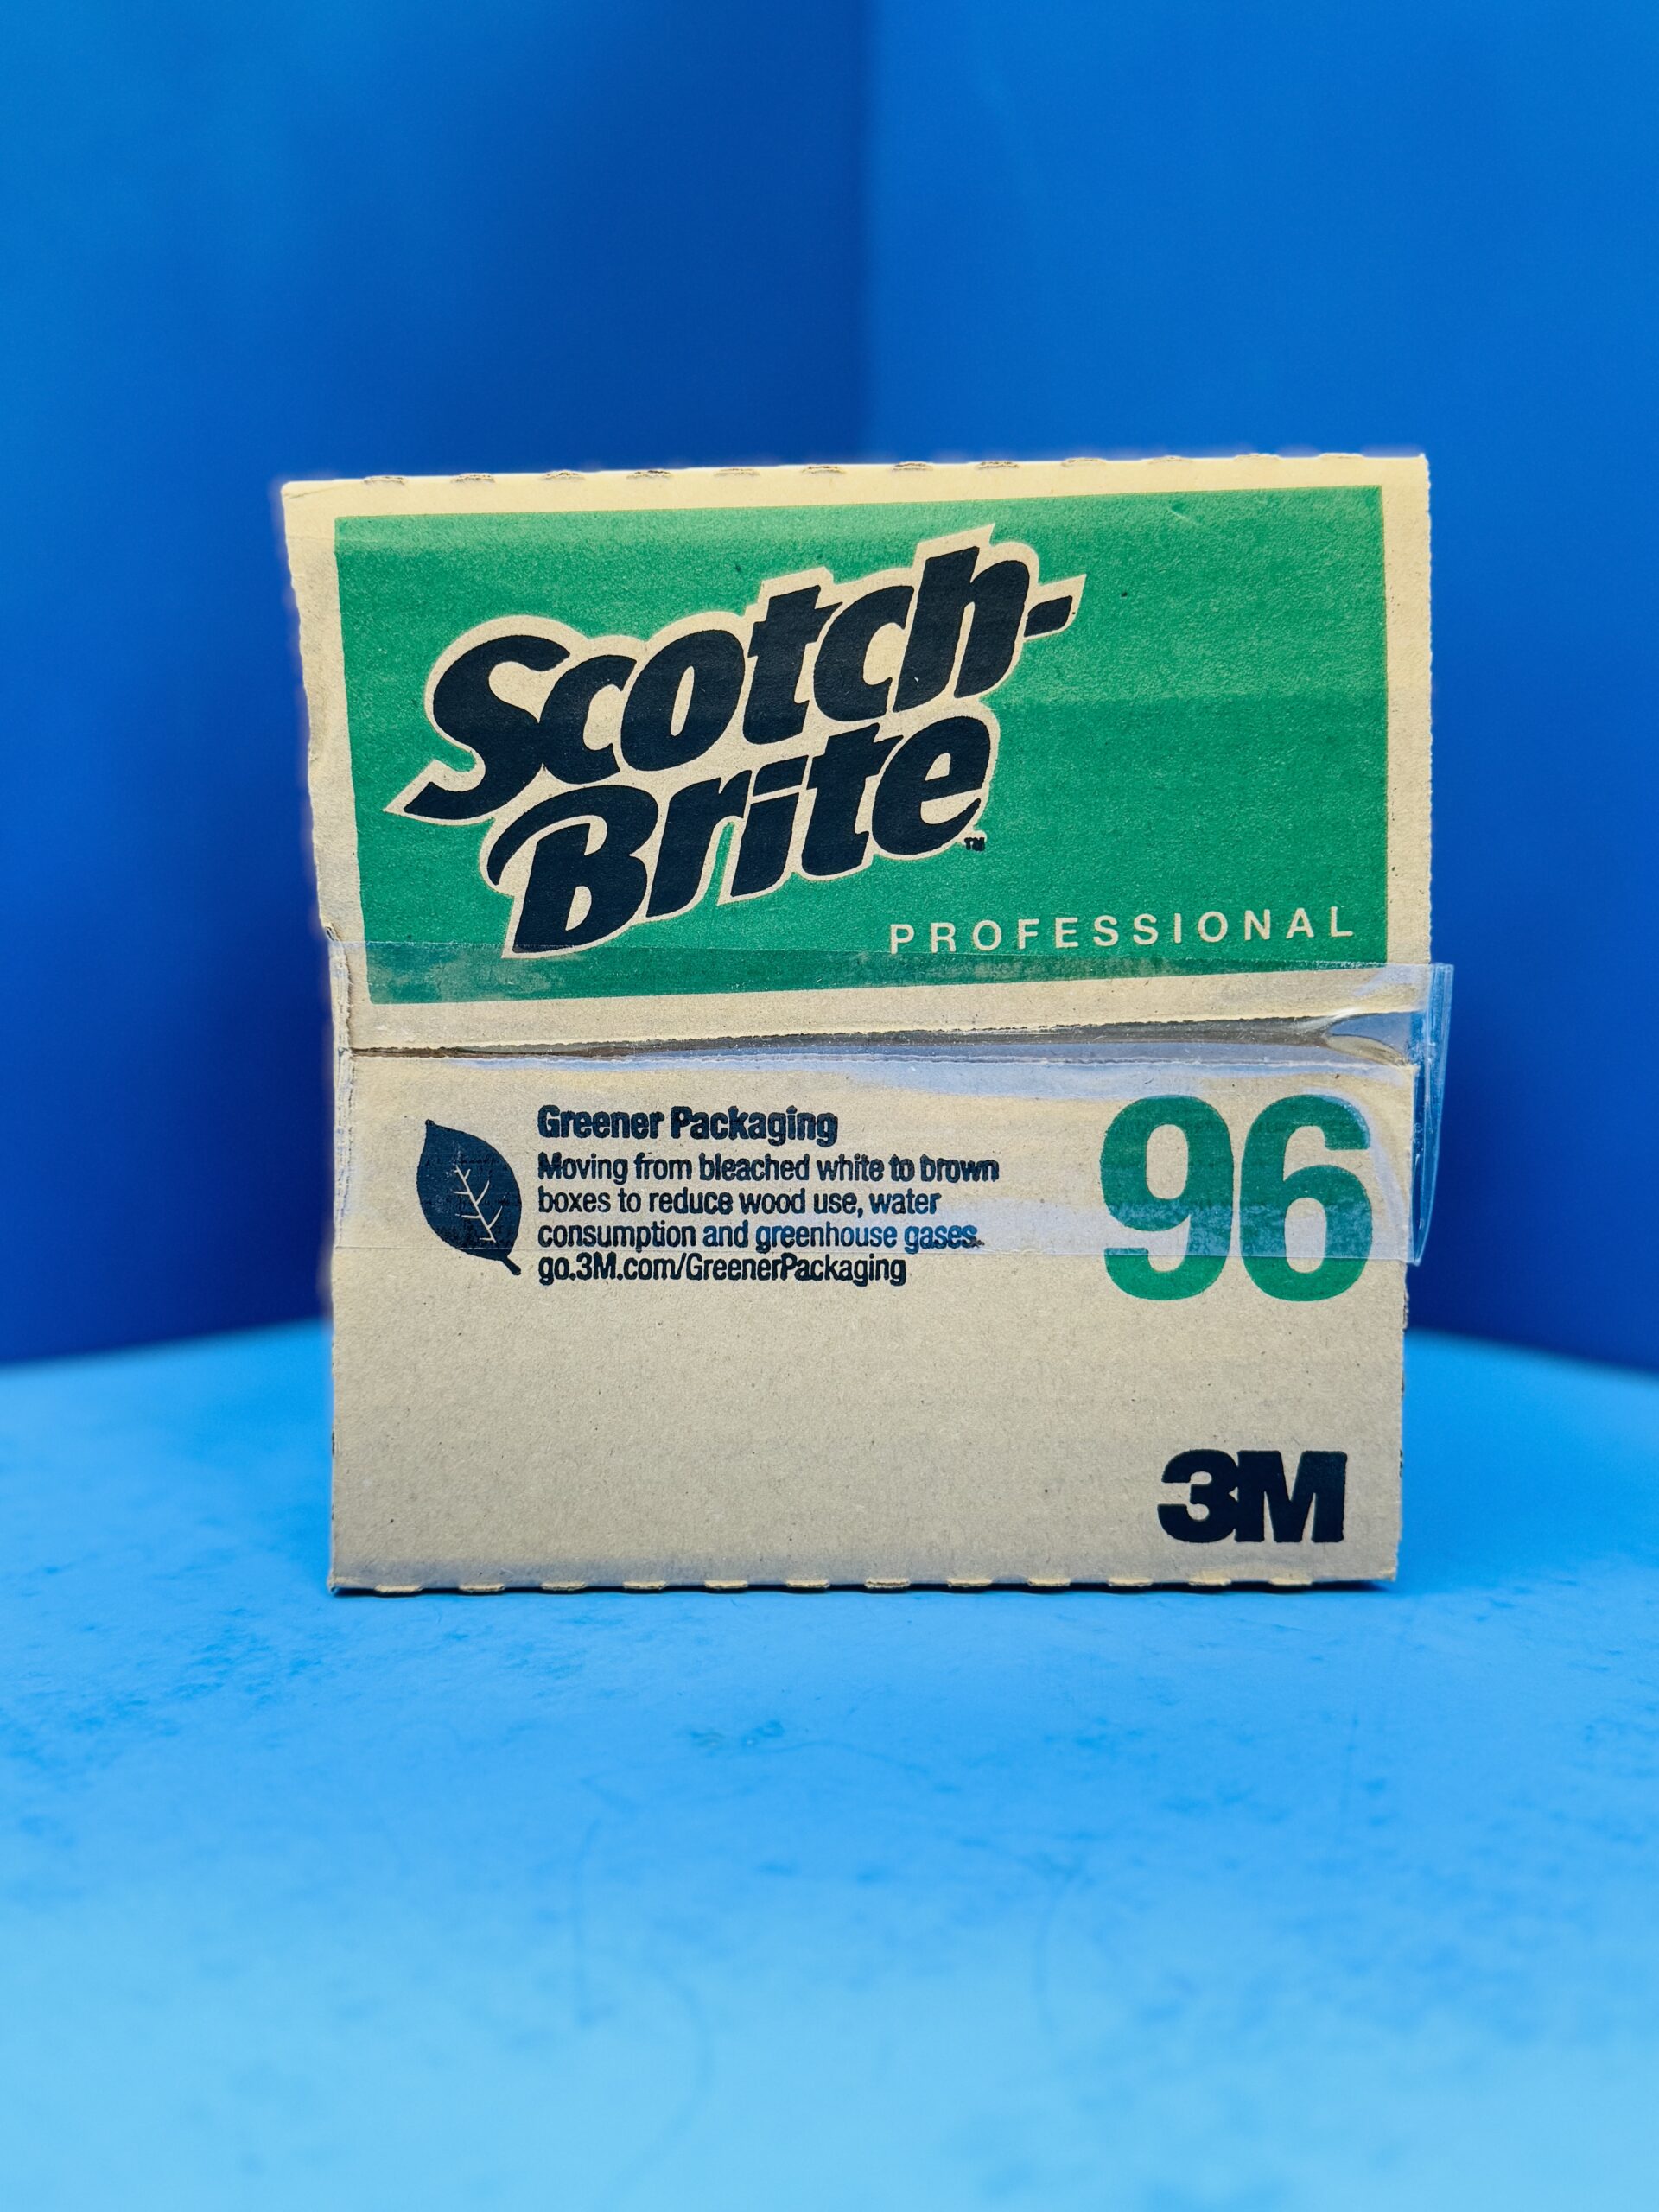 Scotch-
Brite™
PROFESSIONAL
Greener Packaging
Moving from bleached white to brown
boxes to reduce wood use, water
consumption and greenhouse gases.
go.3M.com/GreenerPackaging
96
3M